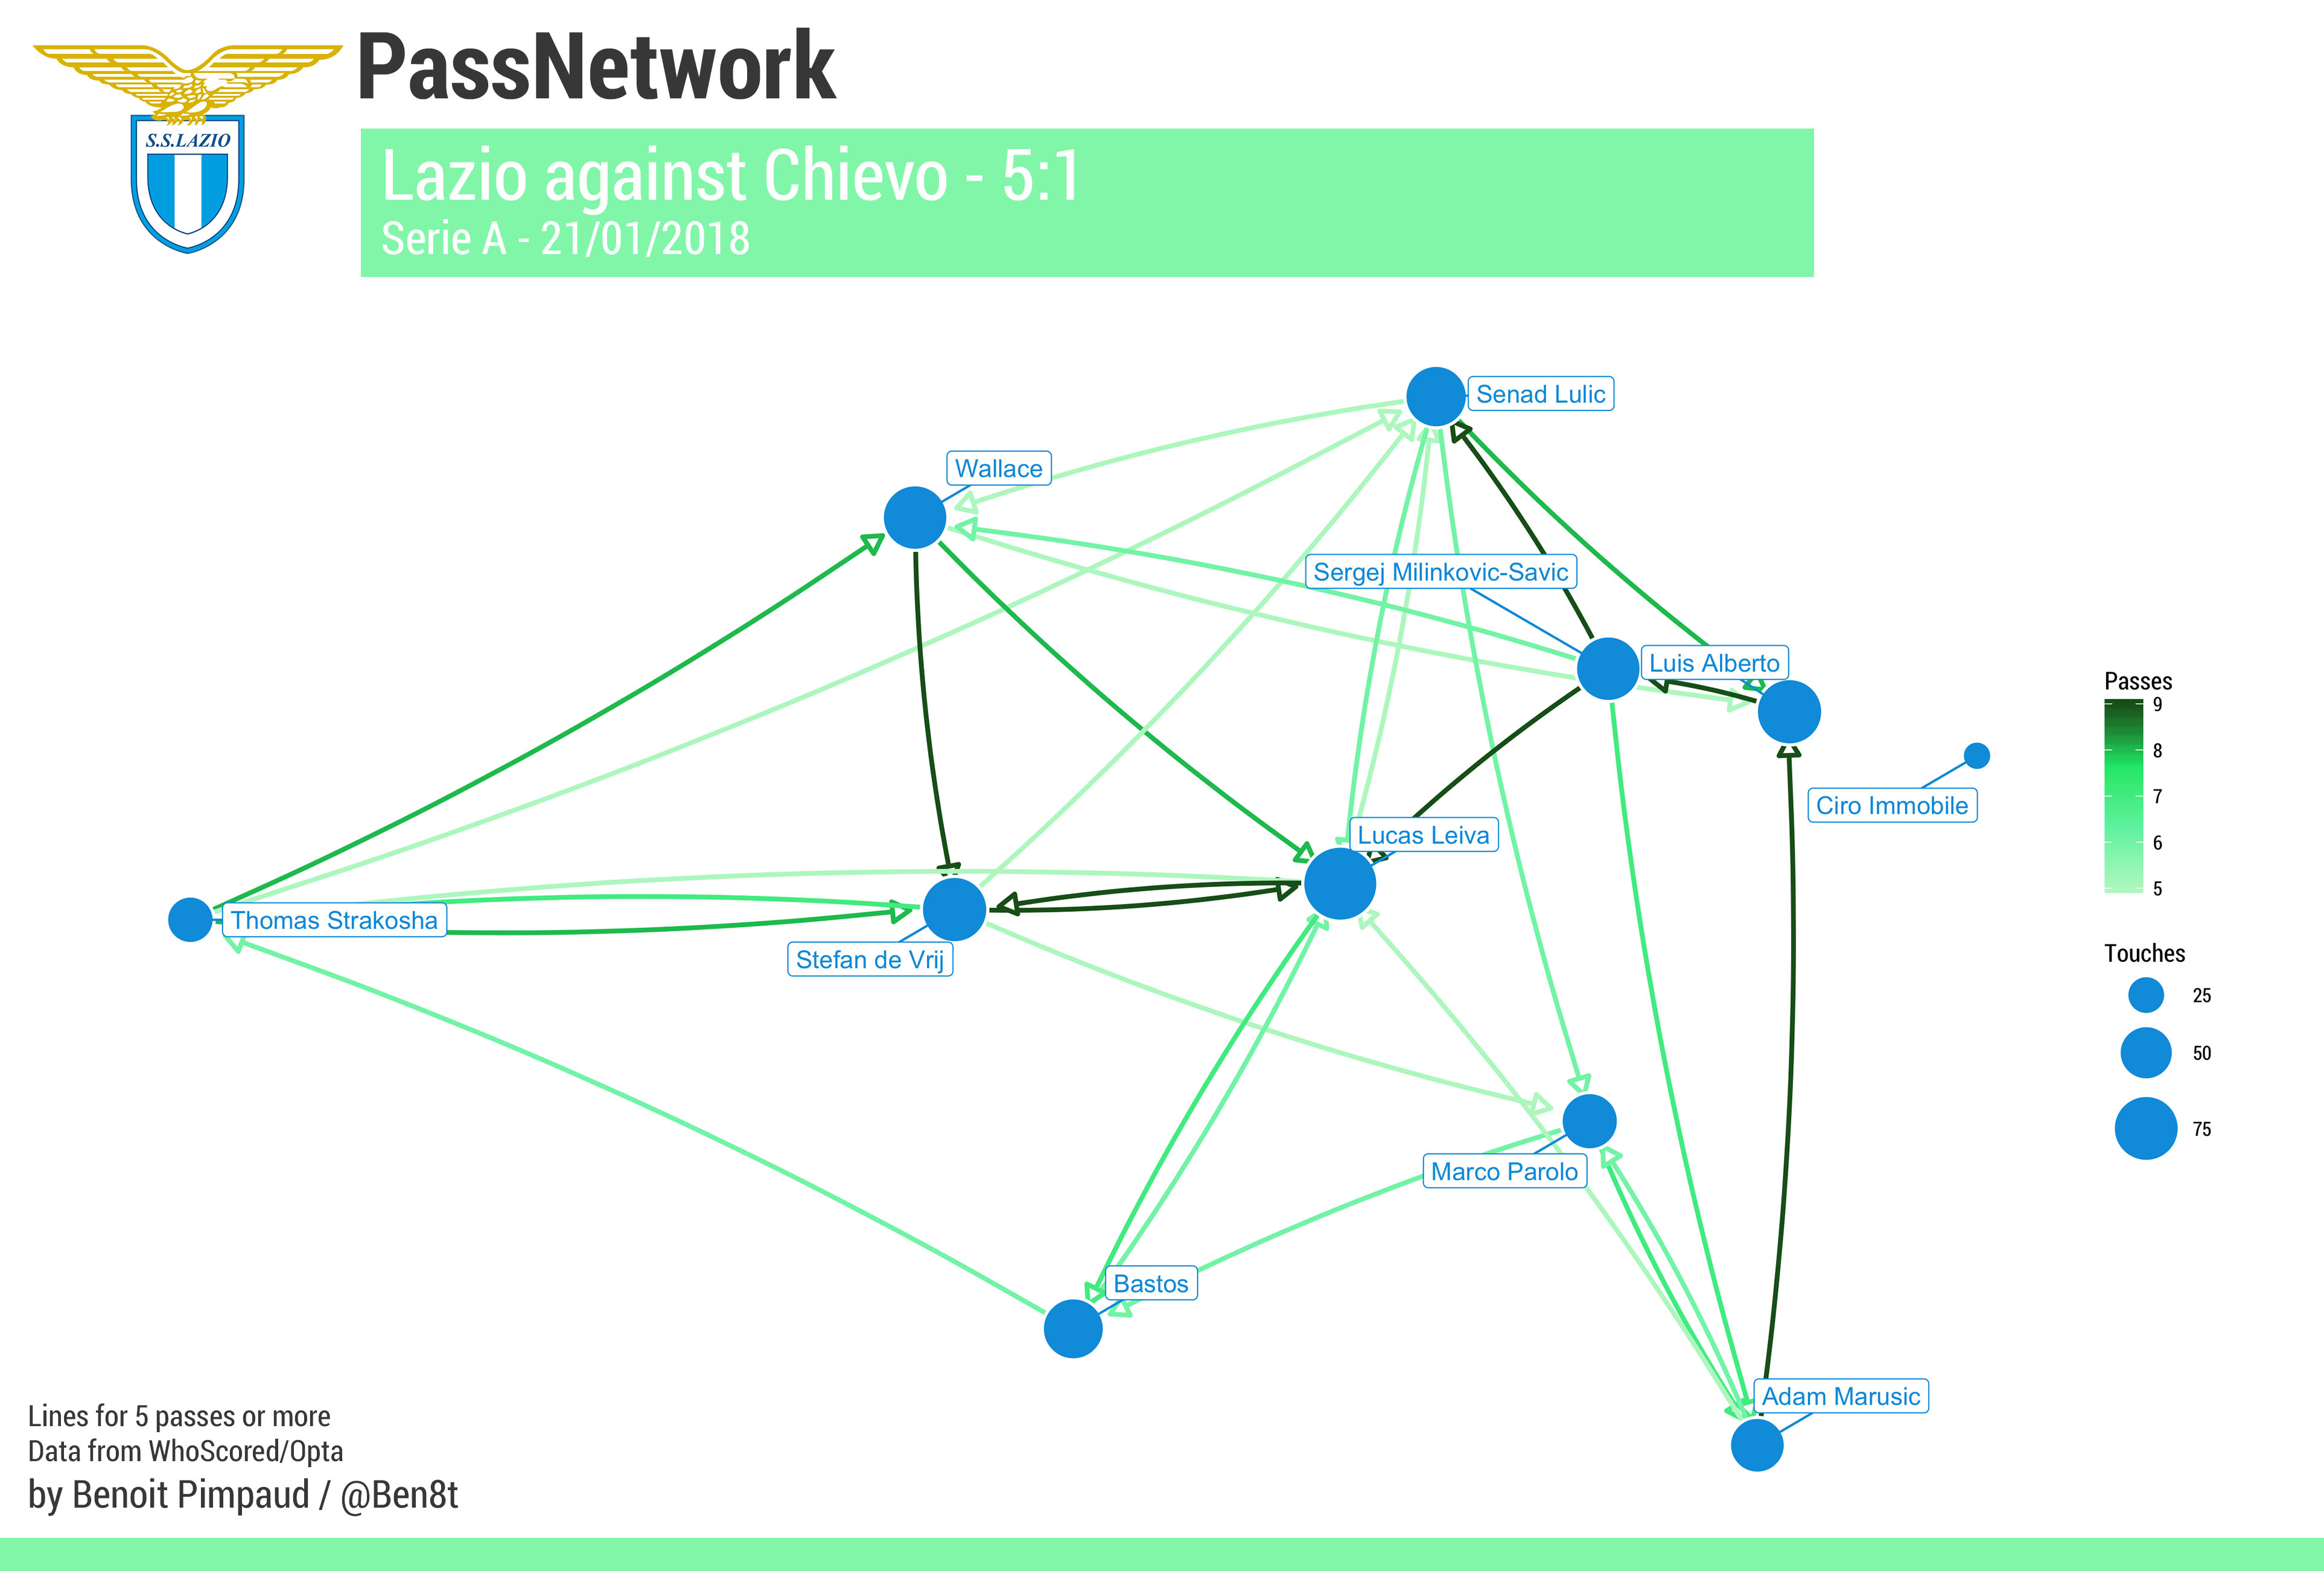 PassNetwork
S.S.LAZIO
Lazio against Chievo - 5:1
Serie A - 21/01/2018
Senad Lulic
Wallace
Sergej Milinkovic-Savic
Luis Alberto
Ciro Immobile
Lucas Leiva
Thomas Strakosha
Stefan de Vrij
Marco Parolo
Bastos
Adam Marusic
Passes
9
8
7
6
5
Touches
25
50
75
Lines for 5 passes or more
Data from WhoScored/Opta
by Benoit Pimpaud / @Ben8t